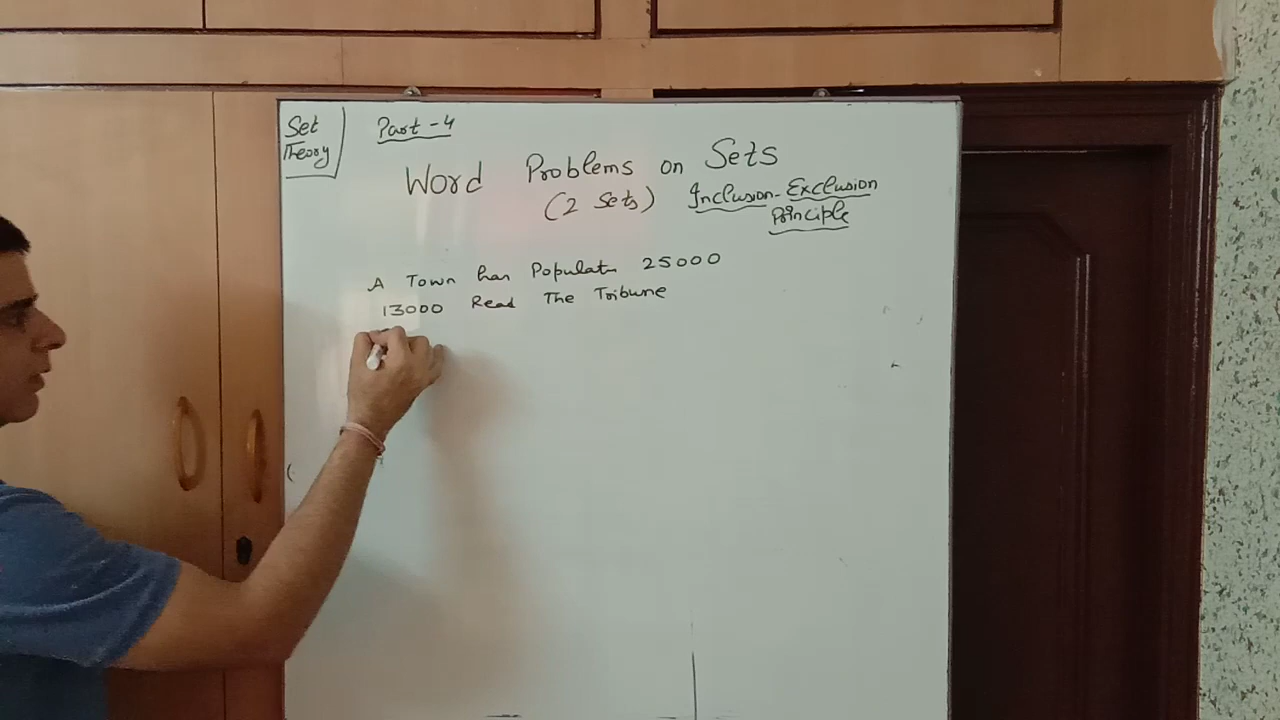 Set
Theory
Part - 4
Word Problems on Sets
(2 Sets) Inclusion-Exclusion
Principle
A Town has Populatn 25000
13000 Read The Tribune